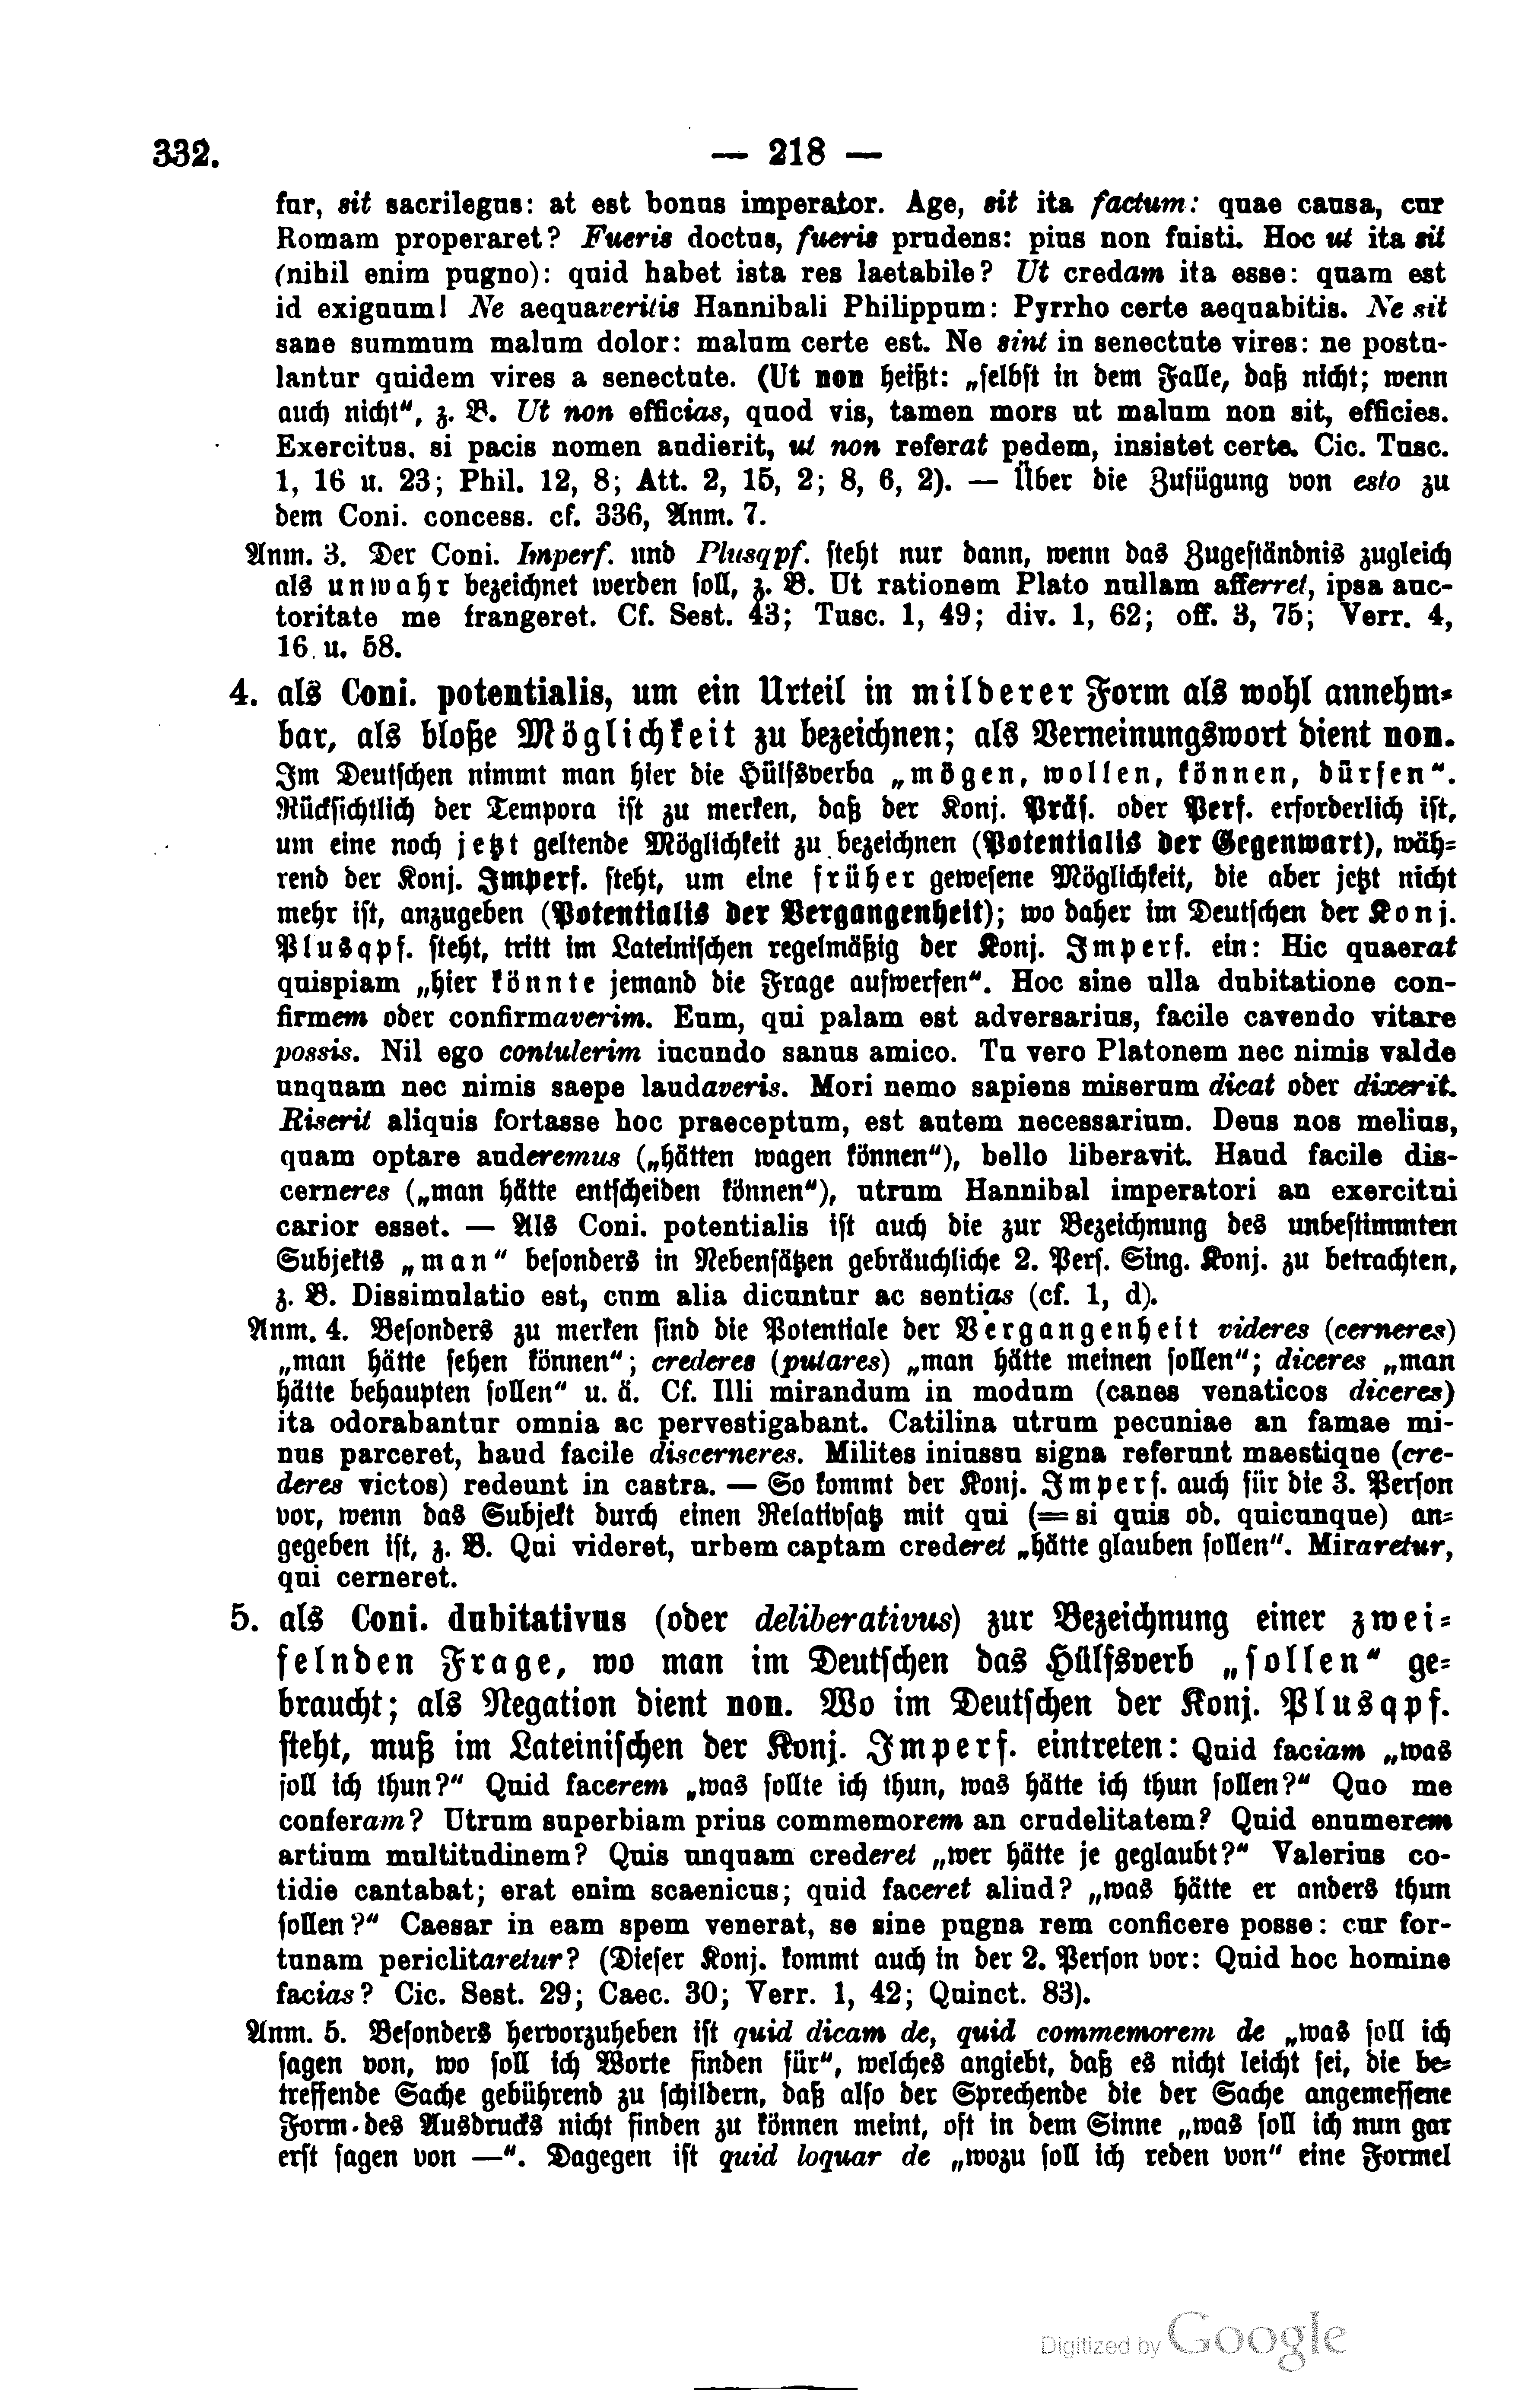 332.
— 218 —
fur, sit sacrilegus: at est bonus imperator. Age, sit ita factum: quae causa, cur
Romam properaret? Fueris doctus, fueris prudens: pius non fuisti. Hoc ut ita sit
(nihil enim pugno): quid habet ista res laetabile? Ut credam ita esse: quam est
id exiguum! Ne aequaveritis Hannibali Philippum: Pyrrho certe aequabitis. Ne sit
sane summum malum dolor: malum certe est. Ne sint in senectute vires: ne postu-
lantur quidem vires a senectute. (Ut non heißt: „selbst in dem Falle, daß nicht; wenn
auch nicht“, z. B. Ut non efficias, quod vis, tamen mors ut malum non sit, efficies.
Exercitus, si pacis nomen audierit, ut non referat pedem, insistet certe. Cic. Tusc.
1, 16 u. 23; Phil. 12, 8; Att. 2, 15, 2; 8, 6, 2). — Über die Zufügung von esto zu
dem Coni. concess. cf. 336, Anm. 7.
Anm. 3. Der Coni. Imperf. und Plusqpf. steht nur dann, wenn das Zugeständnis zugleich
als unwahr bezeichnet werden soll, z. B. Ut rationem Plato nullam afferret, ipsa auc-
toritate me frangeret. Cf. Sest. 43; Tusc. 1, 49; div. 1, 62; off. 3, 75; Verr. 4,
16 u. 58.
4. als Coni. potentialis, um ein Urteil in milderer Form als wohl annehm-
bar, als bloße Möglichkeit zu bezeichnen; als Verneinungswort dient non.
Im Deutschen nimmt man hier die Hülfsverba „mögen, wollen, können, dürfen“.
Rücksichtlich der Tempora ist zu merken, daß der Konj. Präs. oder Perf. erforderlich ist,
um eine noch jetzt geltende Möglichkeit zu bezeichnen (Potentialis der Gegenwart), wäh-
rend der Konj. Imperf. steht, um eine früher gewesene Möglichkeit, die aber jetzt nicht
mehr ist, anzugeben (Potentialis der Vergangenheit); wo daher im Deutschen der Konj.
Plusqpf. steht, tritt im Lateinischen regelmäßig der Konj. Imperf. ein: Hic quaerat
quispiam „hier könnte jemand die Frage aufwerfen“. Hoc sine ulla dubitatione con-
firmem oder confirmaverim. Eum, qui palam est adversarius, facile cavendo vitare
possis. Nil ego contulerim iucundo sanus amico. Tu vero Platonem nec nimis valde
unquam nec nimis saepe laudaveris. Mori nemo sapiens miserum dicat oder dixerit.
Riserit aliquis fortasse hoc praeceptum, est autem necessarium. Deus nos melius,
quam optare auderemus („hätten wagen können“), bello liberavit. Haud facile dis-
cerneres („man hätte entscheiden können“), utrum Hannibal imperatori an exercitui
carior esset. — Als Coni. potentialis ist auch die zur Bezeichnung des unbestimmten
Subjekts „man“ besonders in Nebensätzen gebräuchliche 2. Pers. Sing. Konj. zu betrachten,
z. B. Dissimulatio est, cum alia dicuntur ac sentias (cf. 1, d).
Anm. 4. Besonders zu merken sind die Potentiale der Vergangenheit videres (cerneres)
„man hätte sehen können“; crederes (putares) „man hätte meinen sollen“; diceres „man
hätte behaupten sollen“ u. ä. Cf. Illi mirandum in modum (canes venaticos diceres)
ita odorabantur omnia ac pervestigabant. Catilina utrum pecuniae an famae mi-
nus parceret, haud facile discerneres. Milites iniussu signa referunt maestique (cre-
deres victos) redeunt in castra. — So kommt der Konj. Imperf. auch für die 3. Person
vor, wenn das Subjekt durch einen Relativsatz mit qui (= si quis ob. quicunque) an-
gegeben ist, z. B. Qui videret, urbem captam crederet „hätte glauben sollen“. Miraretur,
qui cerneret.
5. als Coni. dubitativus (oder deliberativus) zur Bezeichnung einer zwei-
felnden Frage, wo man im Deutschen das Hülfsverb „sollen“ ge-
braucht; als Negation dient non. Wo im Deutschen der Konj. Plusqpf.
steht, muß im Lateinischen der Konj. Imperf. eintreten: Quid faciam „was
soll ich thun?“ Quid facerem „was sollte ich thun, was hätte ich thun sollen?“ Quo me
conferam? Utrum superbiam prius commemorem an crudelitatem? Quid enumerem
artium multitudinem? Quis unquam crederet „wer hätte je geglaubt?“ Valerius co-
tidie cantabat; erat enim scaenicus; quid faceret aliud? „was hätte er anders thun
sollen?“ Caesar in eam spem venerat, se sine pugna rem conficere posse: cur for-
tunam periclitaretur? (Dieser Konj. kommt auch in der 2. Person vor: Quid hoc homine
facias? Cic. Sest. 29; Caec. 30; Verr. 1, 42; Quinct. 83).
Anm. 5. Besonders hervorzuheben ist quid dicam de, quid commemorem de „was soll ich
sagen von, wo soll ich Worte finden für“, welches angiebt, daß es nicht leicht sei, die be-
treffende Sache gebührend zu schildern, daß also der Sprechende die der Sache angemessene
Form des Ausdrucks nicht finden zu können meint, oft in dem Sinne „was soll ich nun gar
erst sagen von —“. Dagegen ist quid loquar de „wozu soll ich reden von“ eine Formel
Digitized by Google